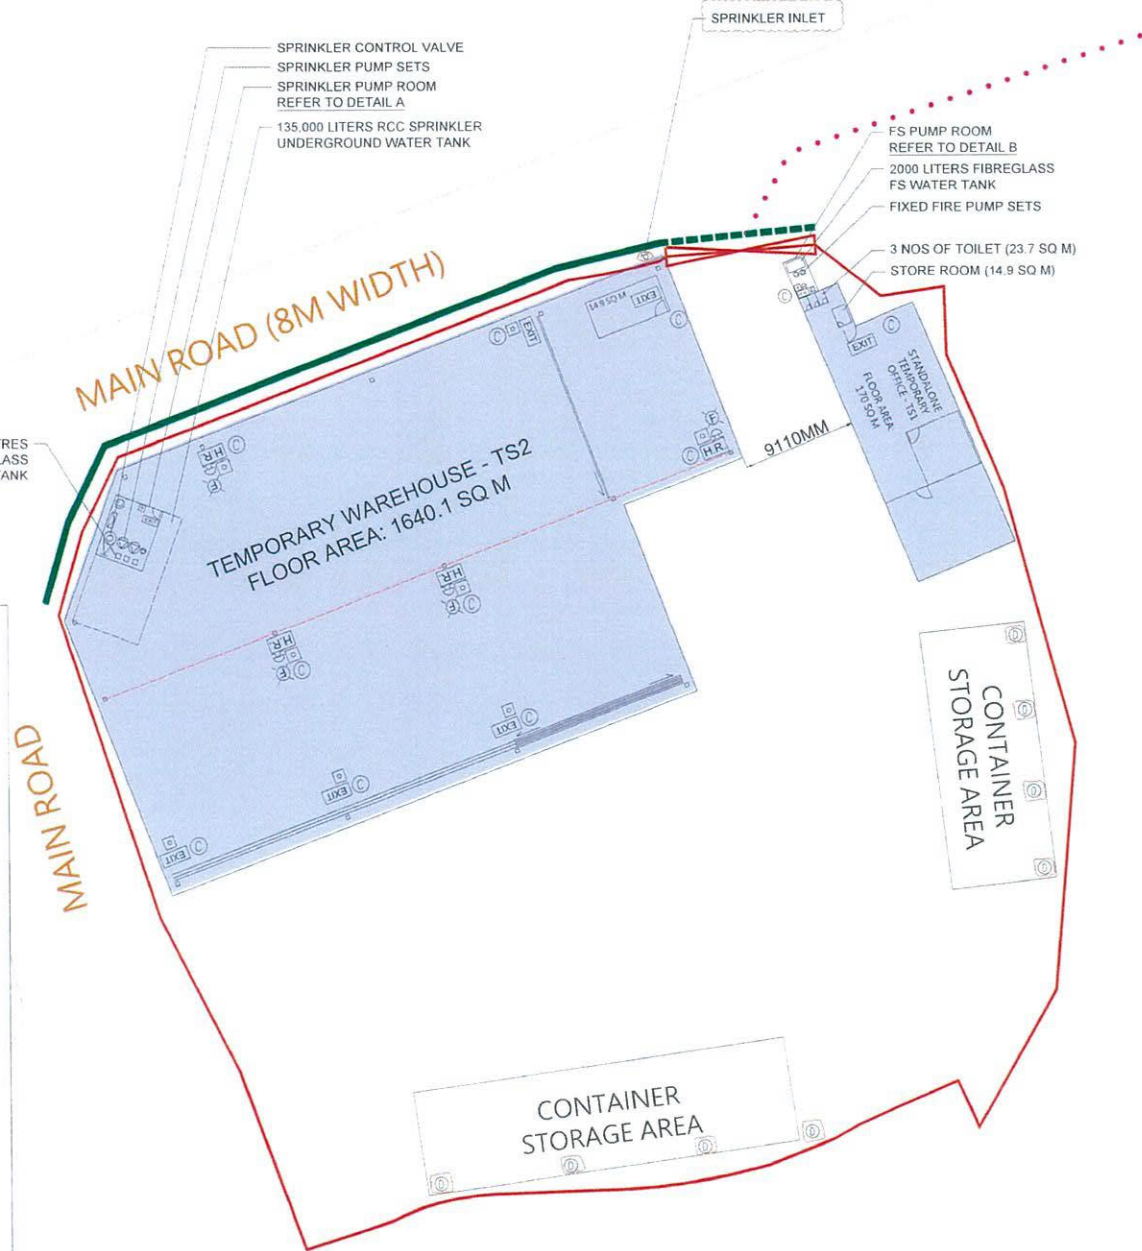 SPRINKLER INLET
SPRINKLER CONTROL VALVE
SPRINKLER PUMP SETS
SPRINKLER PUMP ROOM
REFER TO DETAIL A
135,000 LITERS RCC SPRINKLER
UNDERGROUND WATER TANK
FS PUMP ROOM
REFER TO DETAIL B
2000 LITERS FIBREGLASS
FS WATER TANK
FIXED FIRE PUMP SETS
3 NOS OF TOILET (23.7 SQ M)
STORE ROOM (14.9 SQ M)
MAIN ROAD (8M WIDTH)
14.9 SQ M
EXIT
C
C
EXIT
EXIT
C
C
STANDALONE
TEMPORARY
OFFICE - TS1
FLOOR AREA:
170 SQ M
TRES
LASS
TANK
H.R.
C
F
F
C
H.R.
9110MM
TEMPORARY WAREHOUSE - TS2
FLOOR AREA: 1640.1 SQ M
H.R.
F
C
H.R.
F
C
CONTAINER
STORAGE AREA
EXIT
C
EXIT
C
EXIT
C
MAIN ROAD
CONTAINER
STORAGE AREA